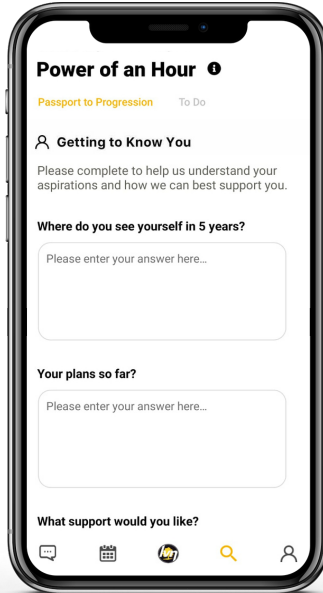 Power of an Hour
Passport to Progression To Do
Getting to Know You
Please complete to help us understand your
aspirations and how we can best support you.
Where do you see yourself in 5 years?
Please enter your answer here...
Your plans so far?
Please enter your answer here...
What support would you like?